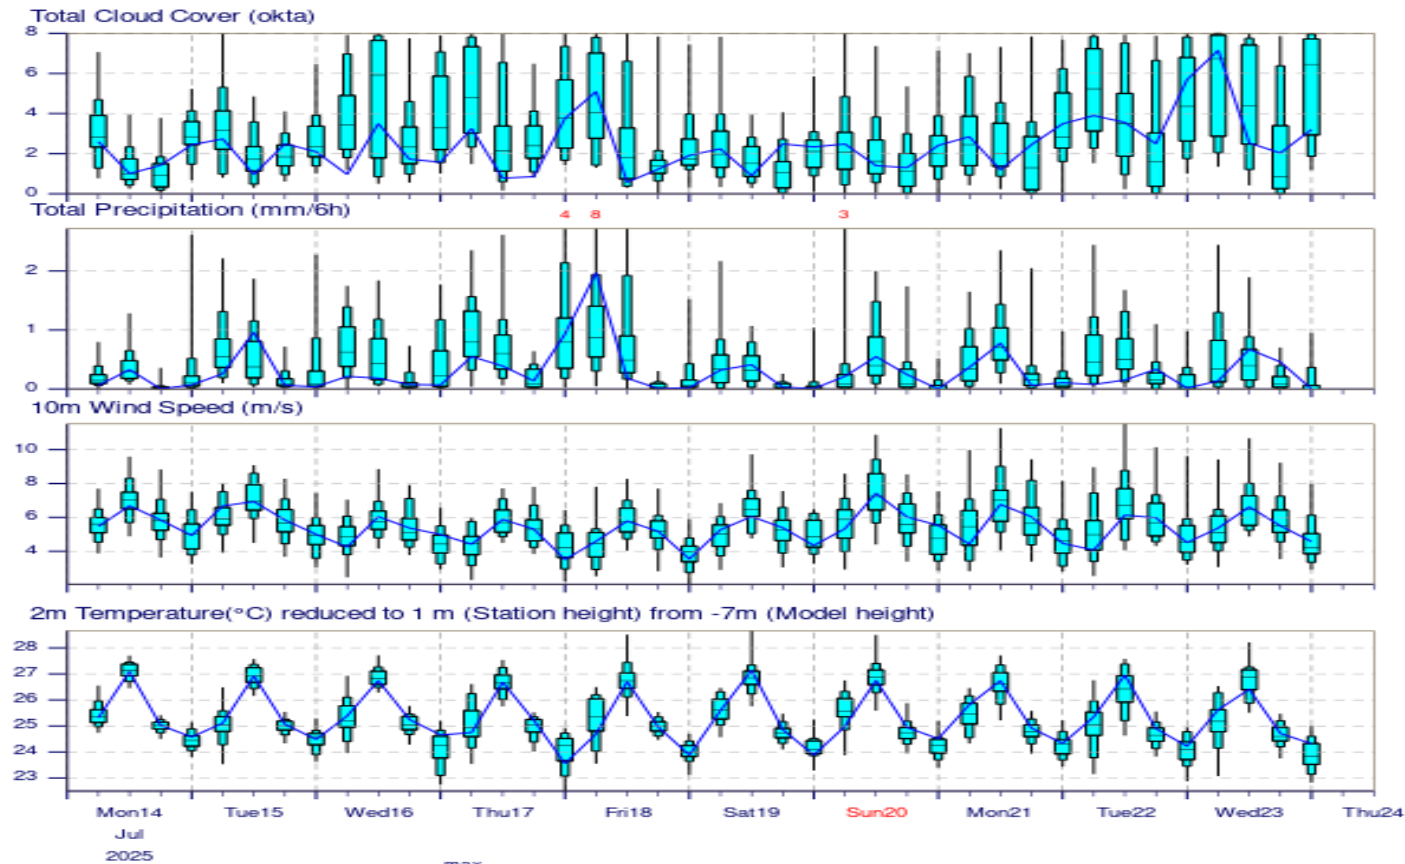 Total Cloud Cover (okta)
8
6
4
2
0
Total Precipitation (mm/6h)
4 8 3
2
1
0
10m Wind Speed (m/s)
10
8
6
4
2m Temperature(°C) reduced to 1 m (Station height) from -7m (Model height)
28
27
26
25
24
23
Mon14 Tue15 Wed16 Thu17 Fri18 Sat19 Sun20 Mon21 Tue22 Wed23 Thu24
Jul
2025